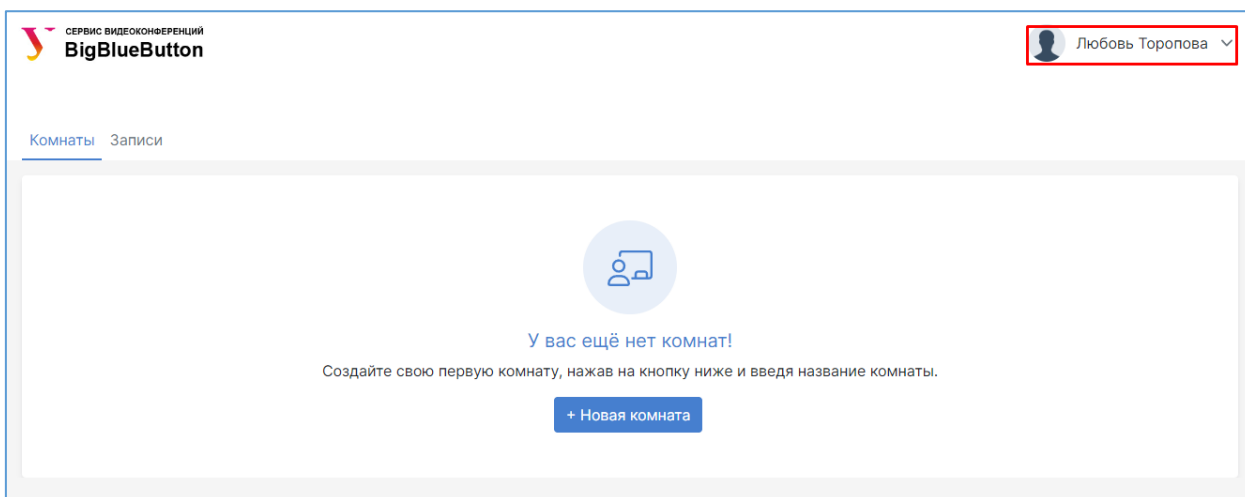 СЕРВИС ВИДЕОКОНФЕРЕНЦИЙ
BigBlueButton
Любовь Торопова
Комнаты Записи
У вас ещё нет комнат!
Создайте свою первую комнату, нажав на кнопку ниже и введя название комнаты.
+ Новая комната